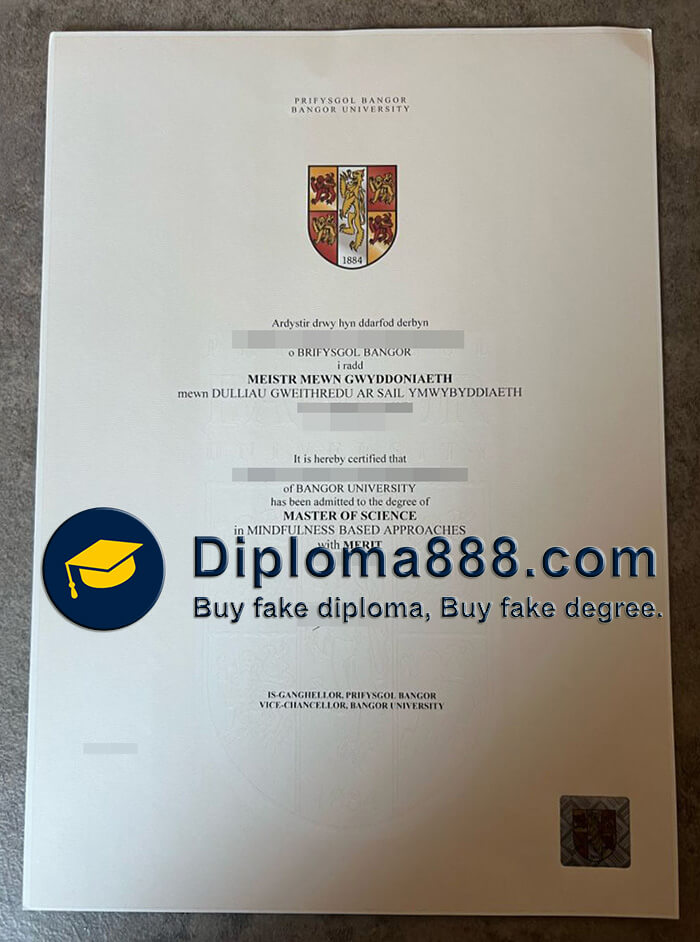 PRIFYSGOL BANGOR
BANGOR UNIVERSITY
1884
Ardystir drwy hyn ddarfod derbyn
o BRIFYSGOL BANGOR
i radd
MEISTR MEWN GWYDDONIAETH
mewn DULLIAU GWEITHREDU AR SAIL YMWYBYDDIAETH
It is hereby certified that
of BANGOR UNIVERSITY
has been admitted to the degree of
MASTER OF SCIENCE
in MINDFULNESS BASED APPROACHES
with MERIT
Diploma888.com
Buy fake diploma, Buy fake degree.
IS-GANGHELLOR, PRIFYSGOL BANGOR
VICE-CHANCELLOR, BANGOR UNIVERSITY